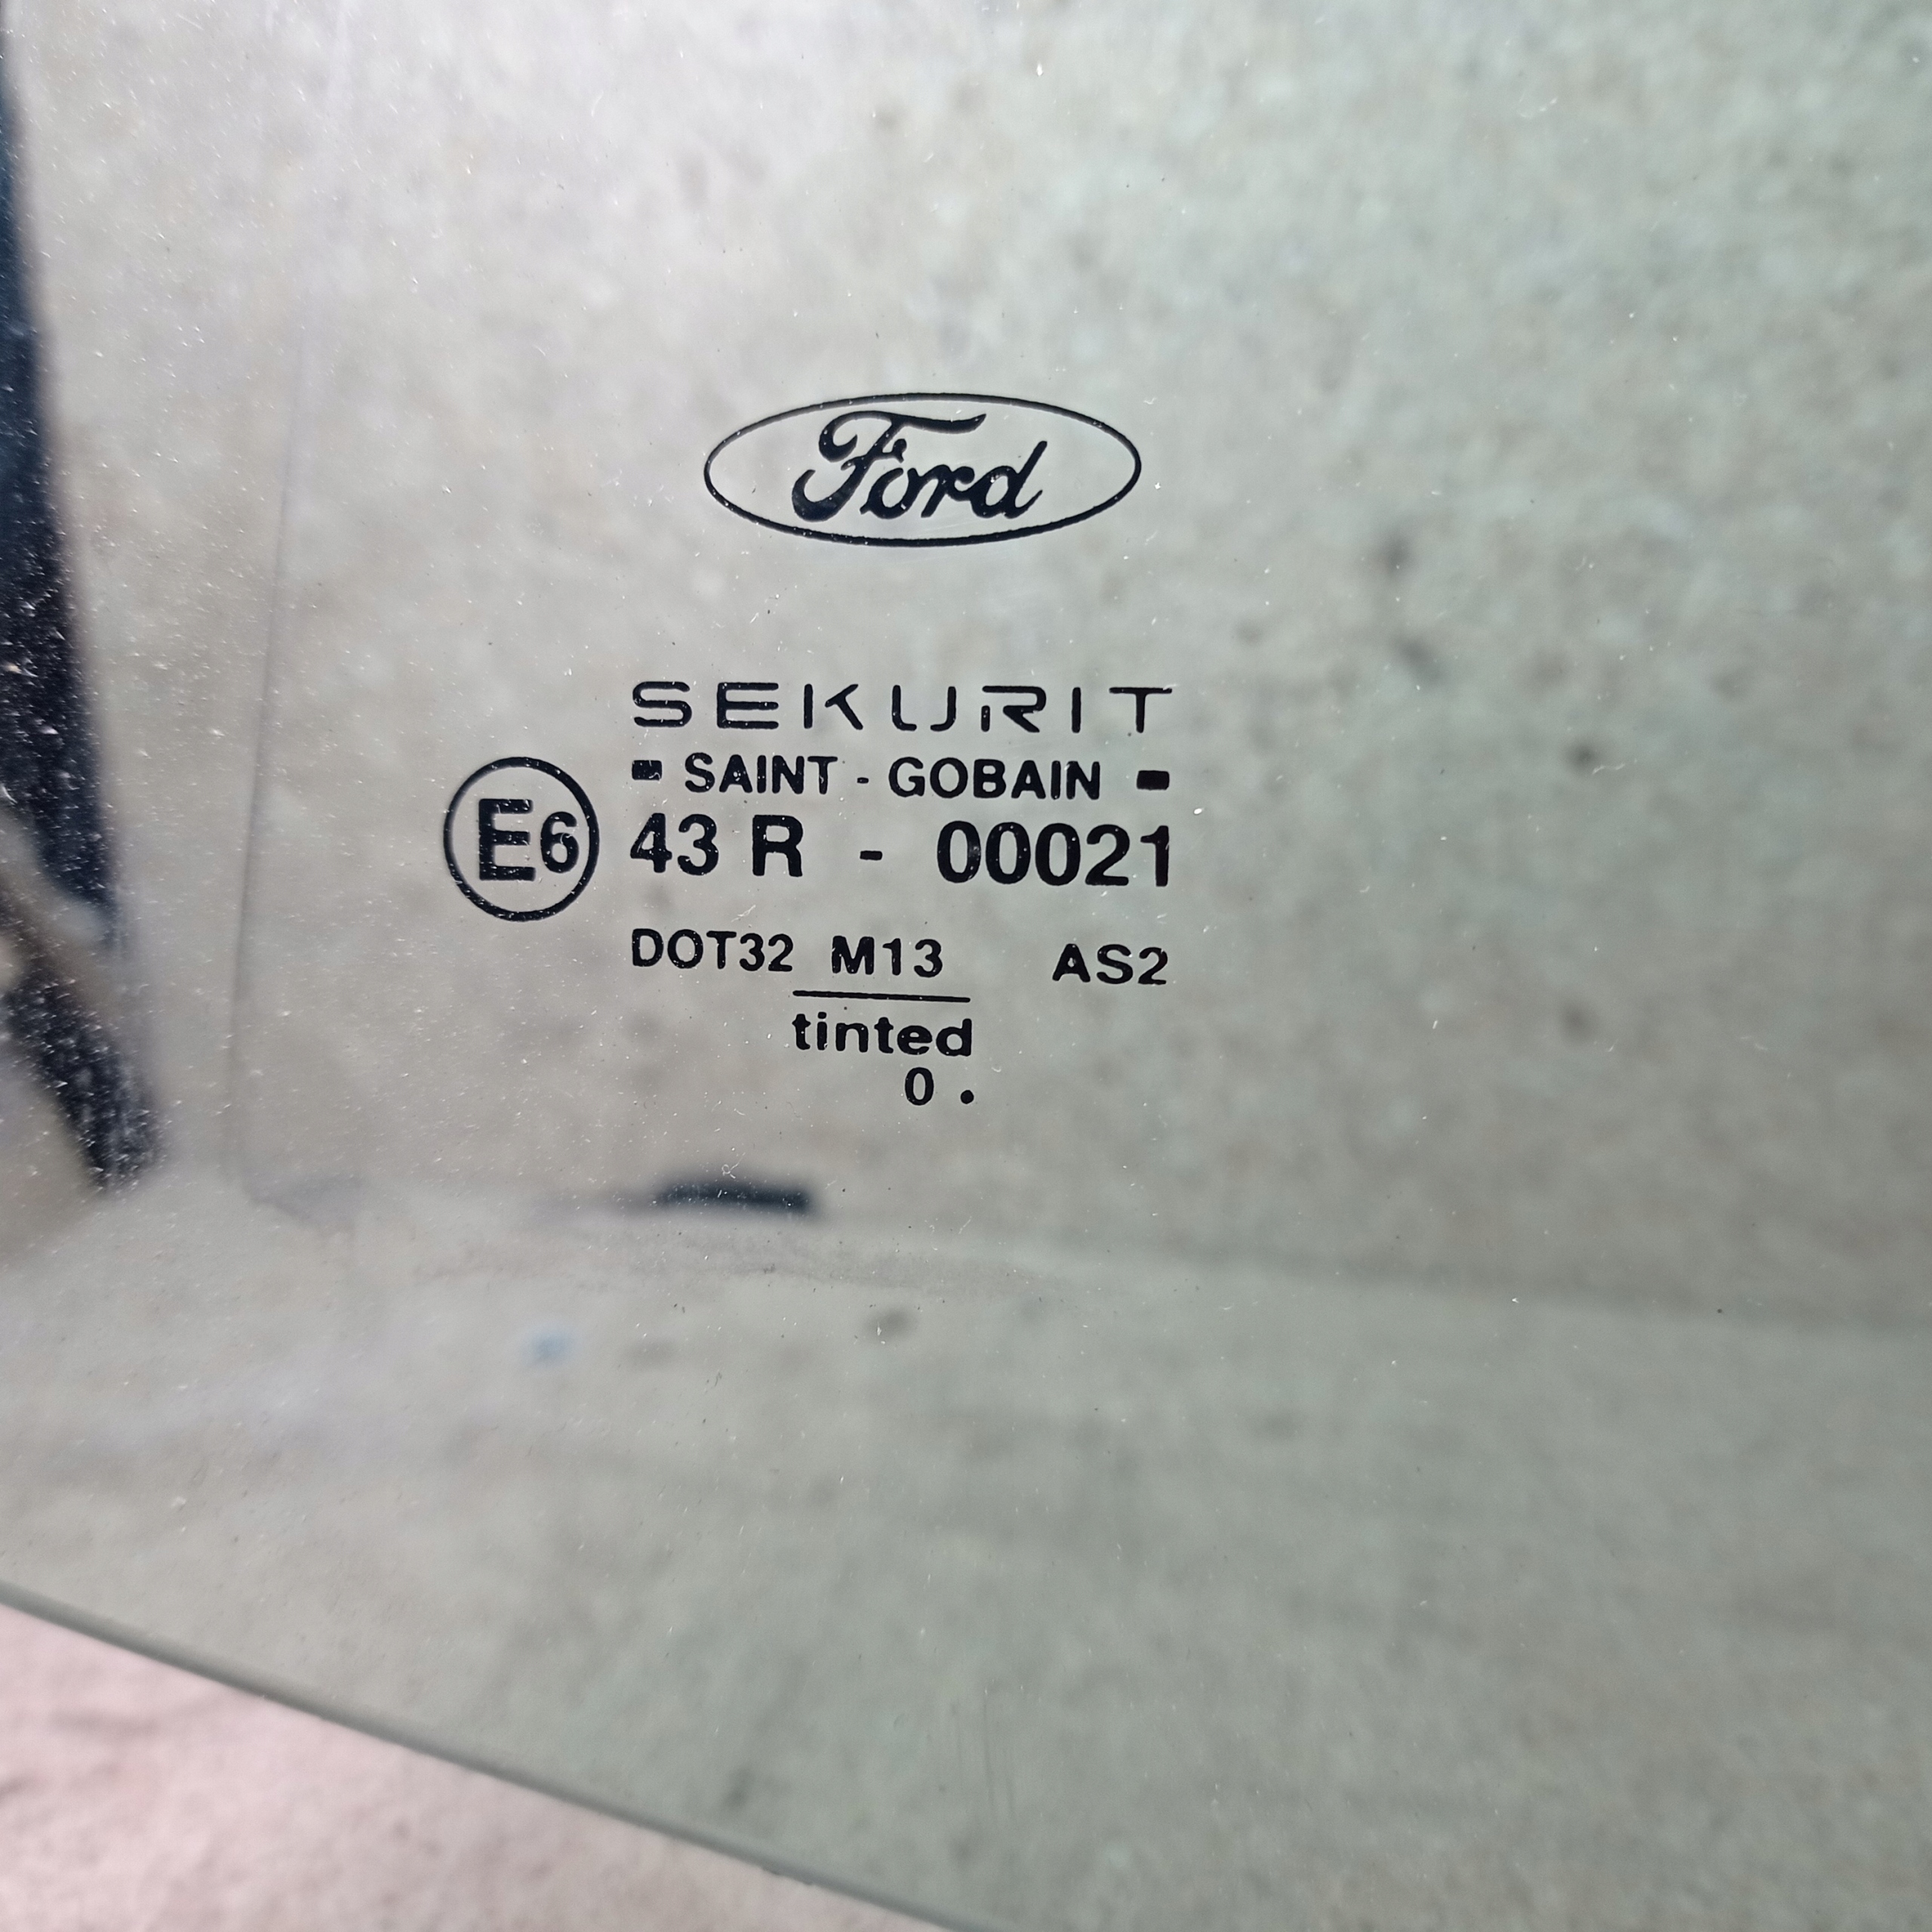 Ford
SEKURIT
- SAINT - GOBAIN -
E6 43 R - 00021
DOT32 M13 AS2
tinted
0 .